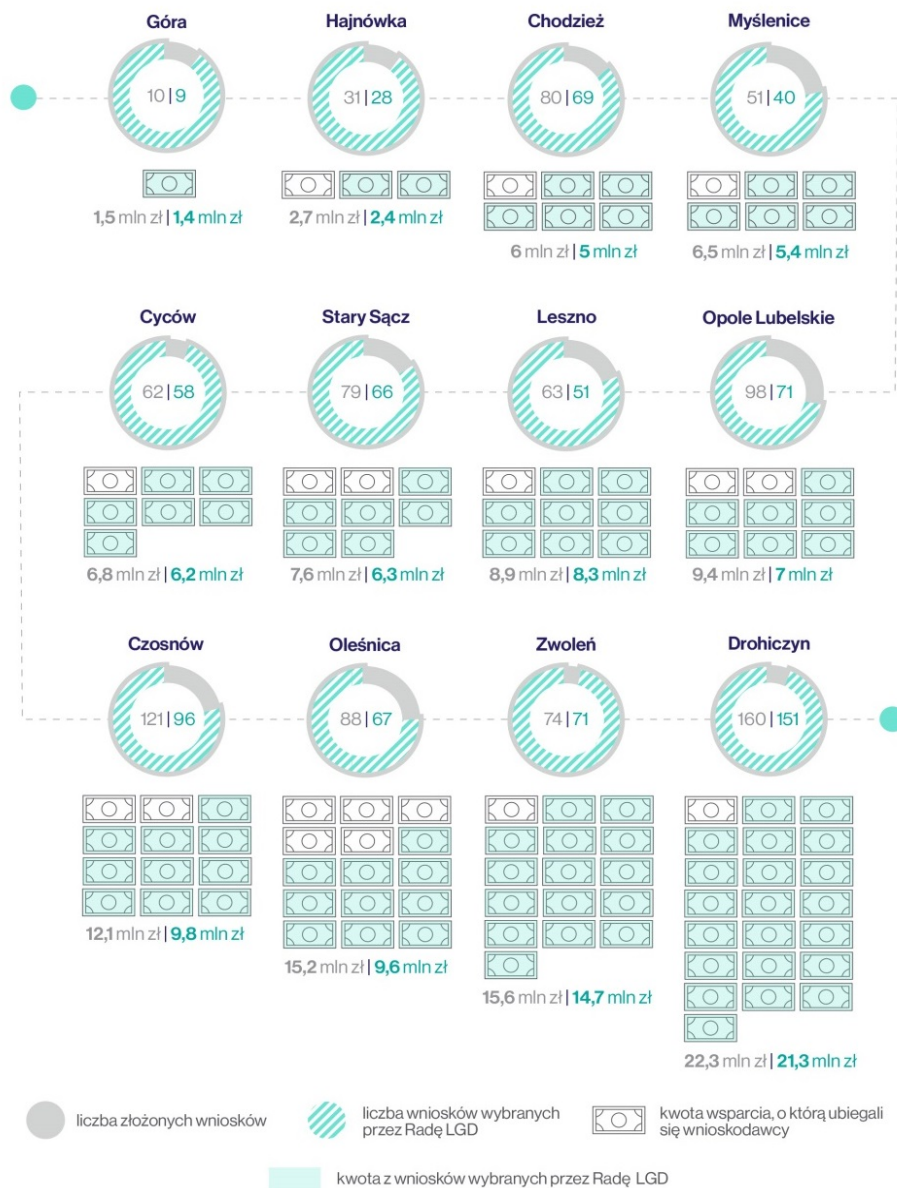 Góra
Hajnówka
Chodzież
Myślenice
10|9
31|28
80|69
51|40
1,5 mln zł | 1,4 mln zł
2,7 mln zł | 2,4 mln zł
6 mln zł | 5 mln zł
6,5 mln zł | 5,4 mln zł
Cyców
Stary Sącz
Leszno
Opole Lubelskie
62|58
79|66
63|51
98|71
6,8 mln zł | 6,2 mln zł
7,6 mln zł | 6,3 mln zł
8,9 mln zł | 8,3 mln zł
9,4 mln zł | 7 mln zł
Czosnów
Oleśnica
Zwoleń
Drohiczyn
121|96
88|67
74|71
160|151
12,1 mln zł | 9,8 mln zł
15,2 mln zł | 9,6 mln zł
15,6 mln zł | 14,7 mln zł
22,3 mln zł | 21,3 mln zł
liczba złożonych wniosków
liczba wniosków wybranych
przez Radę LGD
kwota wsparcia, o którą ubiegali
się wnioskodawcy
kwota z wniosków wybranych przez Radę LGD